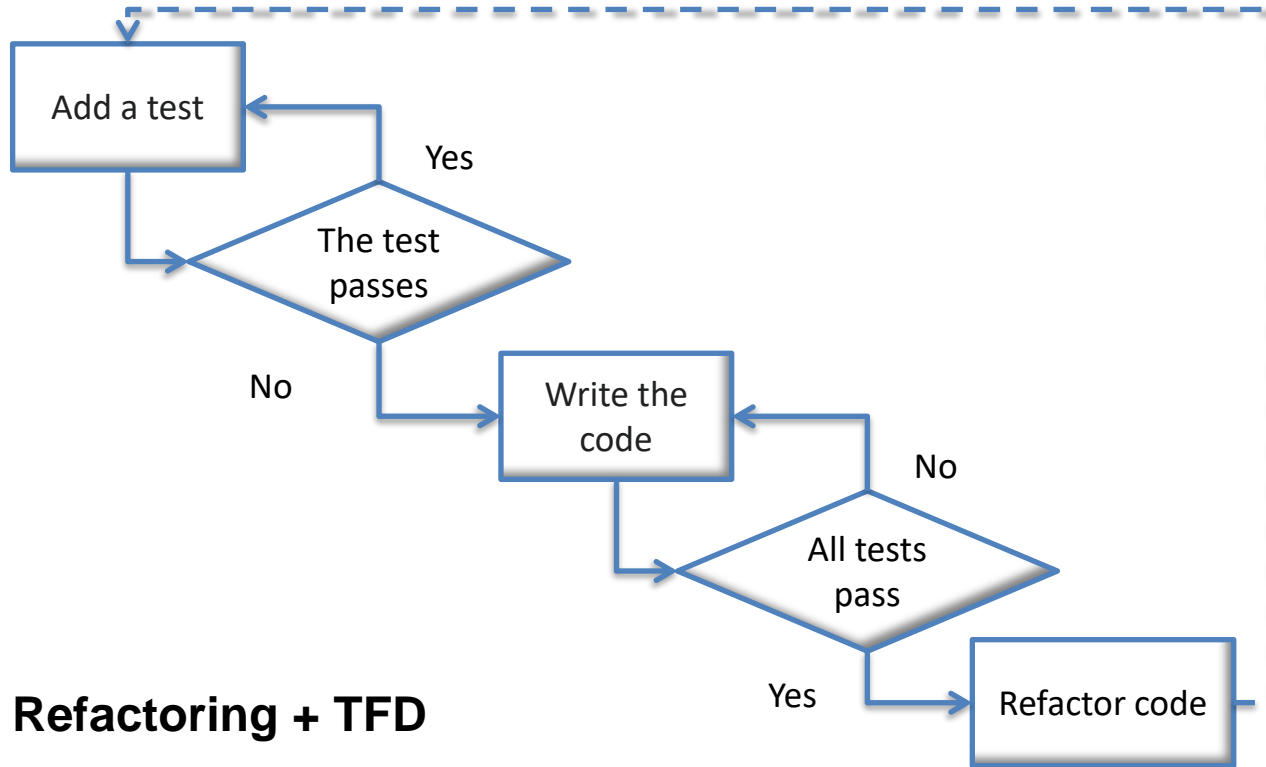 Add a test
Yes
The test
passes
No
Write the
code
No
All tests
pass
Yes
Refactor code
Refactoring + TFD